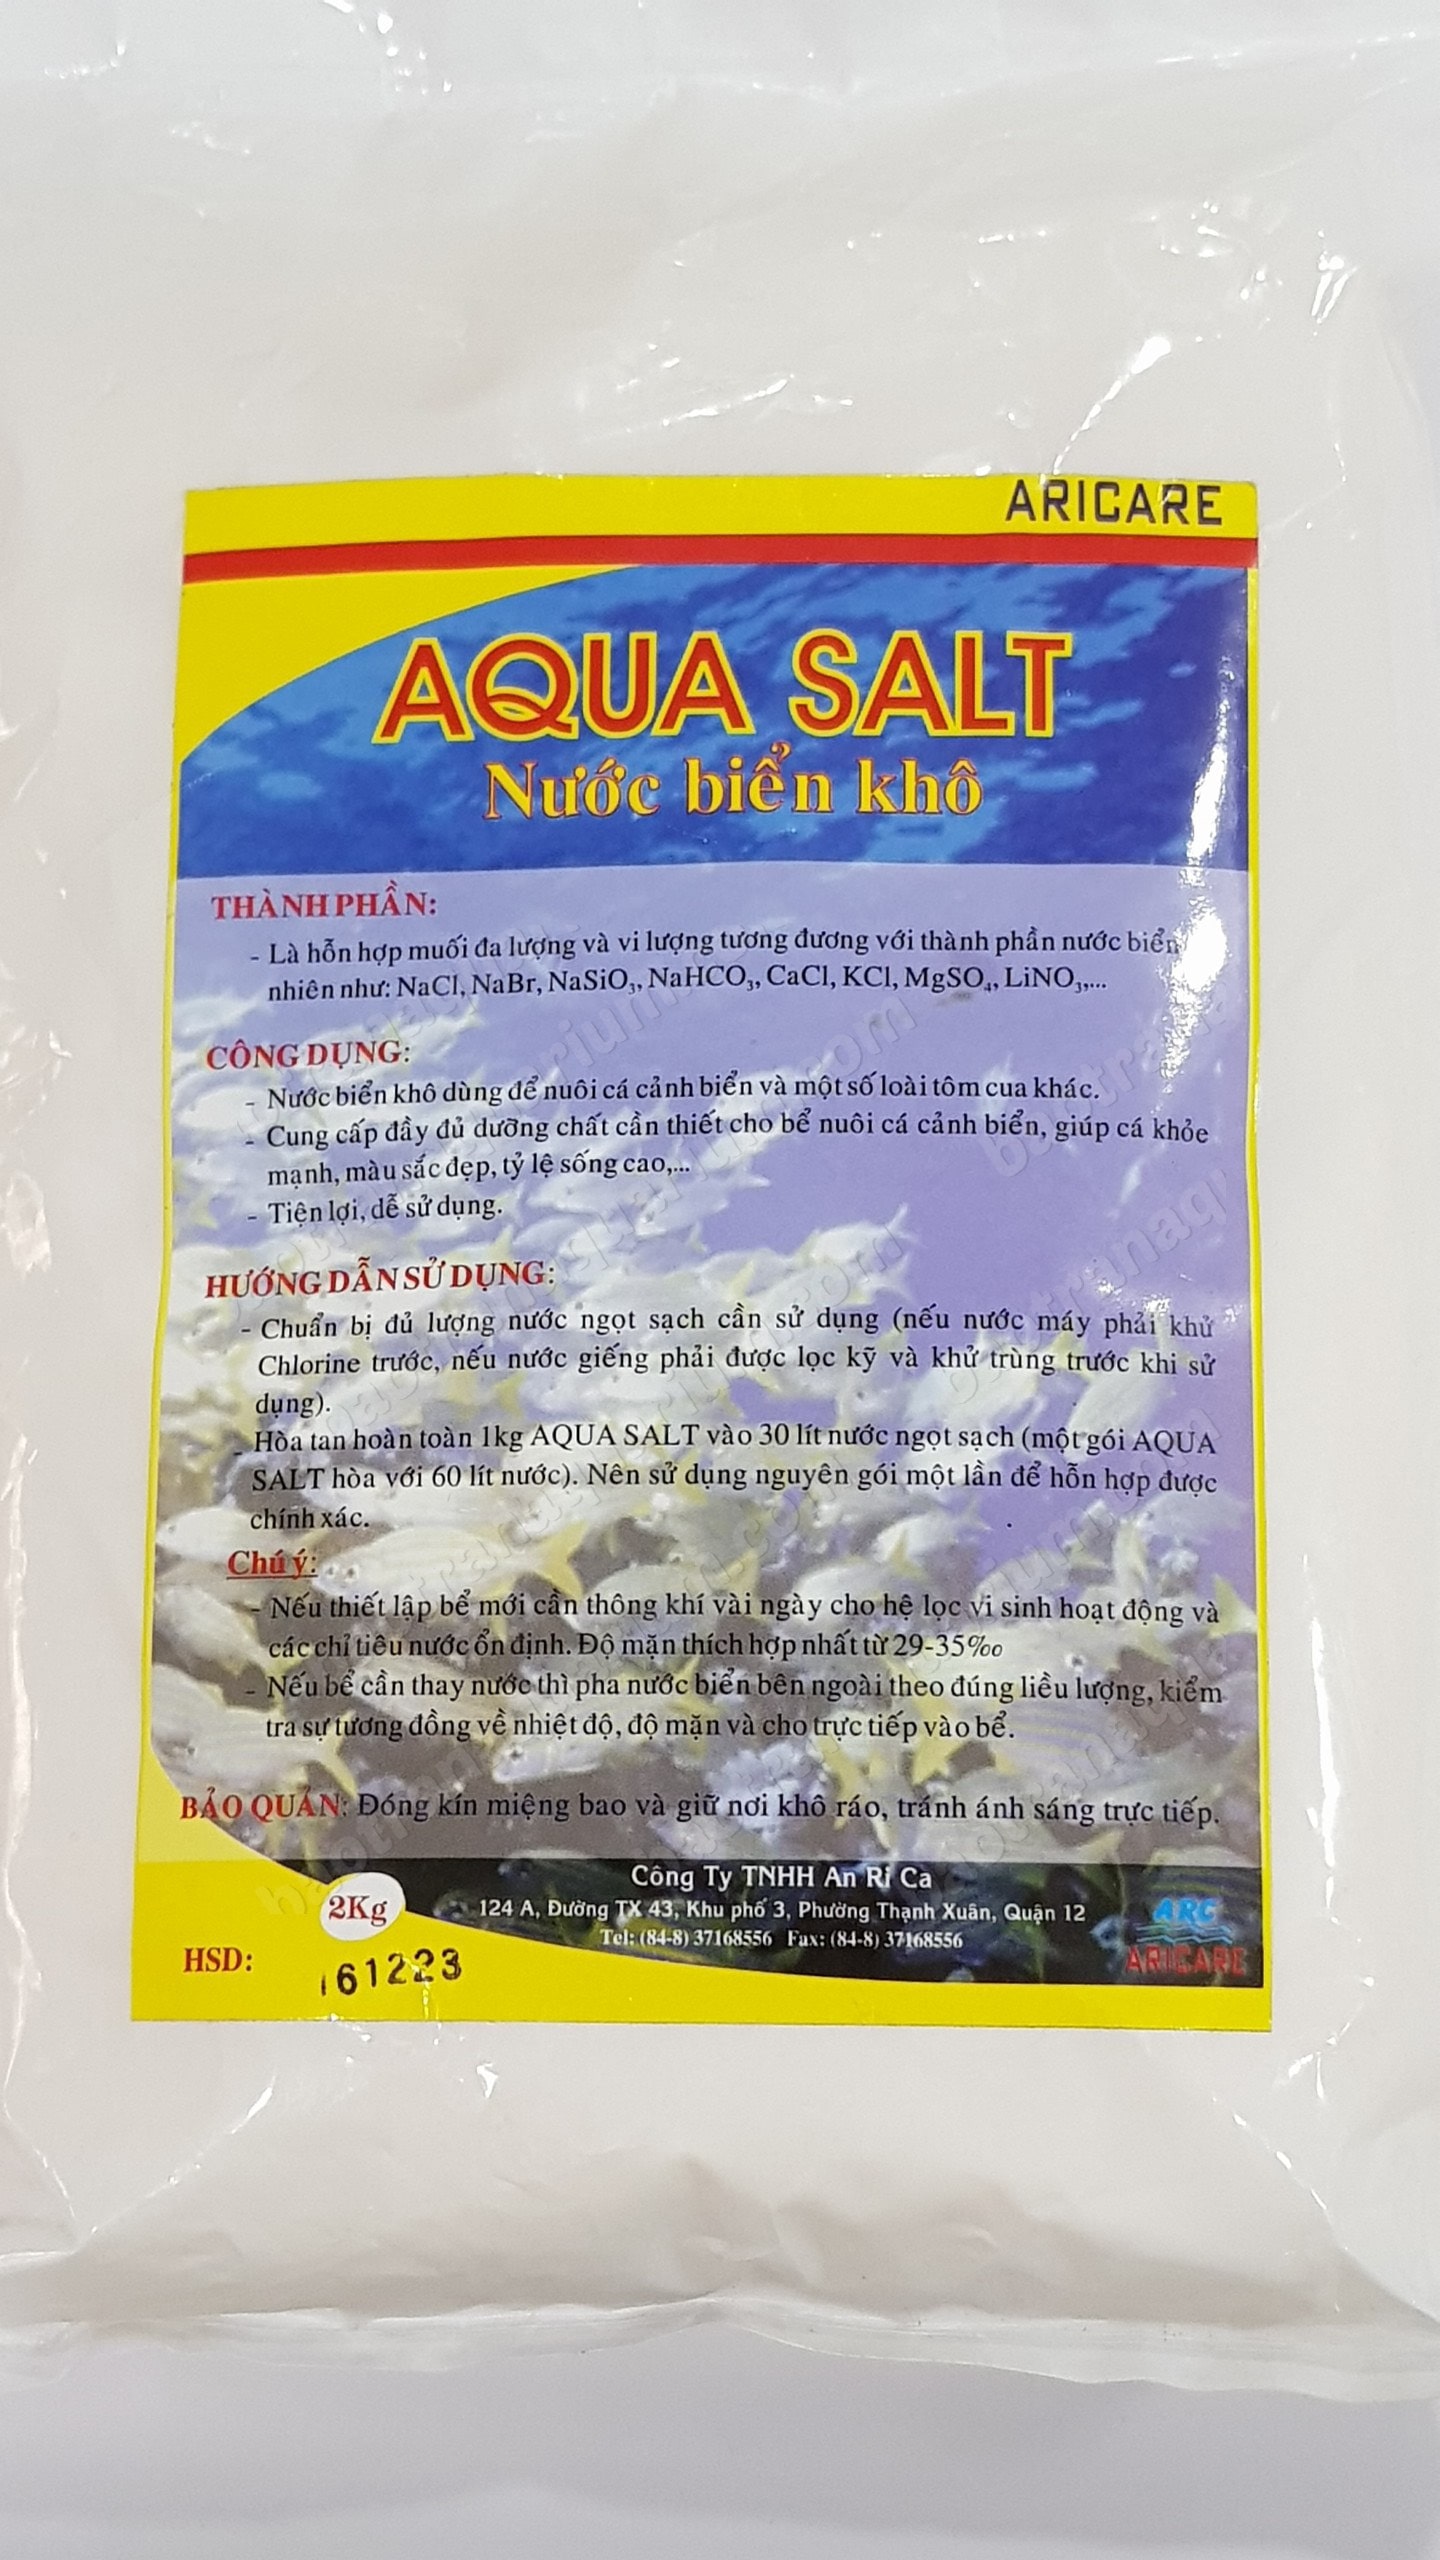 ARICARE
AQUA SALT
Nước biển khô
THÀNH PHẦN:
- Là hỗn hợp muối đa lượng và vi lượng tương đương với thành phần nước biển
nhiên như: NaCl, NaBr, NaSiO₃, NaHCO₃, CaCl, KCl, MgSO₄, LiNO₃,...
CÔNG DỤNG:
- Nước biển khô dùng để nuôi cá cảnh biển và một số loài tôm cua khác.
- Cung cấp đầy đủ dưỡng chất cần thiết cho bể nuôi cá cảnh biển, giúp cá khỏe
mạnh, màu sắc đẹp, tỷ lệ sống cao,...
- Tiện lợi, dễ sử dụng.
HƯỚNG DẪN SỬ DỤNG:
- Chuẩn bị đủ lượng nước ngọt sạch cần sử dụng (nếu nước máy phải khử
Chlorine trước, nếu nước giếng phải được lọc kỹ và khử trùng trước khi sử
dụng).
- Hòa tan hoàn toàn 1kg AQUA SALT vào 30 lít nước ngọt sạch (một gói AQUA
SALT hòa với 60 lít nước). Nên sử dụng nguyên gói một lần để hỗn hợp được
chính xác.
Chú ý:
- Nếu thiết lập bể mới cần thông khí vài ngày cho hệ lọc vi sinh hoạt động và
các chỉ tiêu nước ổn định. Độ mặn thích hợp nhất từ 29-35‰
- Nếu bể cần thay nước thì pha nước biển bên ngoài theo đúng liều lượng, kiểm
tra sự tương đồng về nhiệt độ, độ mặn và cho trực tiếp vào bể.
BẢO QUẢN: Đóng kín miệng bao và giữ nơi khô ráo, tránh ánh sáng trực tiếp.
Công Ty TNHH An Ri Ca
2Kg
124 A, Đường TX 43, Khu phố 3, Phường Thạnh Xuân, Quận 12
Tel: (84-8) 37168556 Fax: (84-8) 37168556
ARC
ARICARE
HSD: 161223